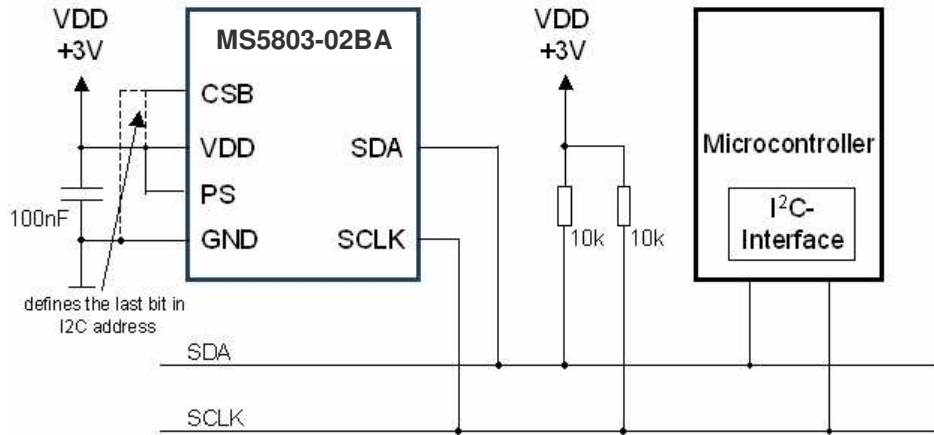 VDD
+3V
MS5803-02BA
CSB
VDD
PS
GND
SDA
SCLK
100nF
defines the last bit in
I2C address
VDD
+3V
10k
10k
Microcontroller
I²C-
Interface
SDA
SCLK